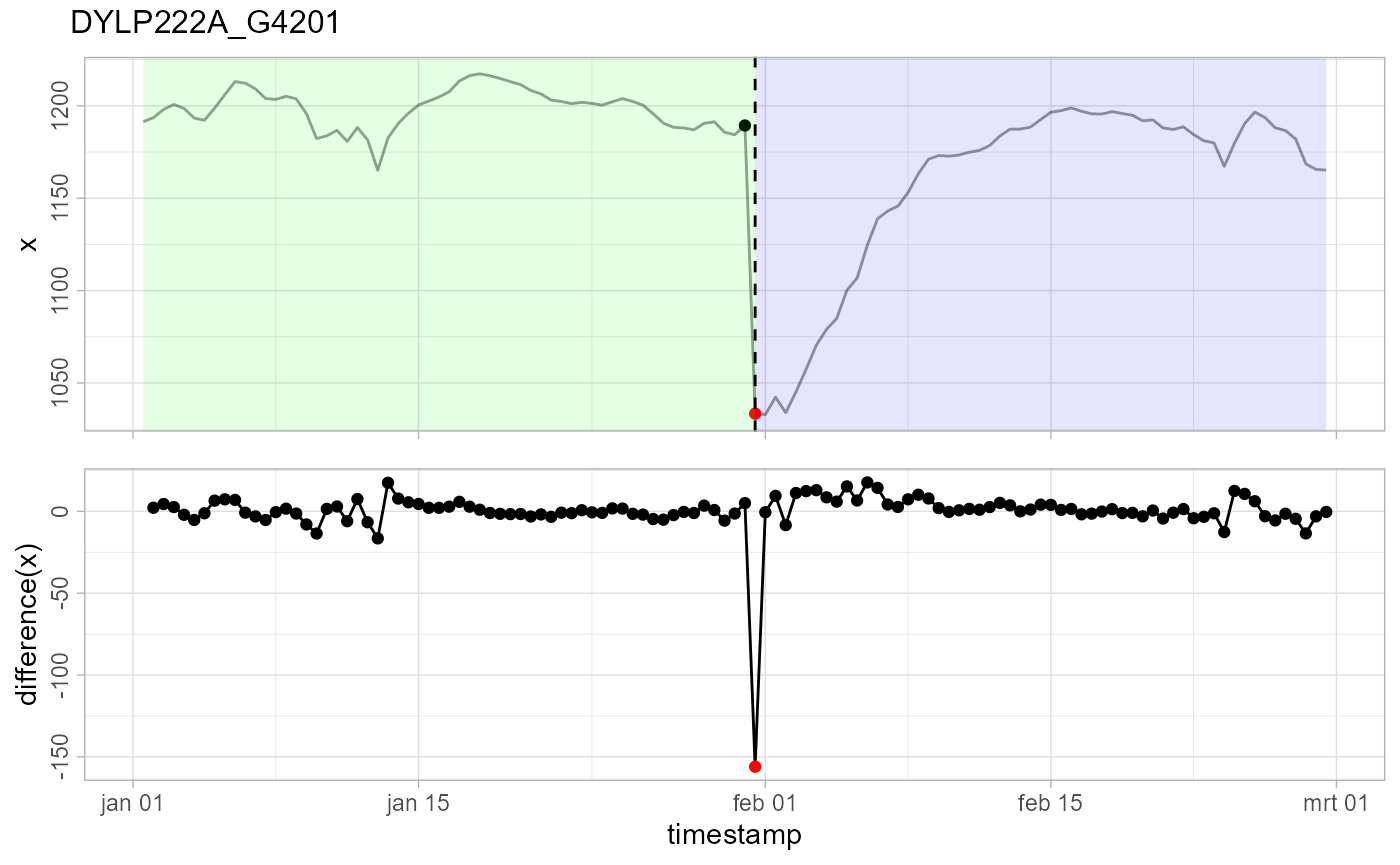 DYLP222A_G4201
x
1200
1150
1100
1050
difference(x)
0
-50
-100
-150
jan 01
jan 15
feb 01
feb 15
mrt 01
timestamp